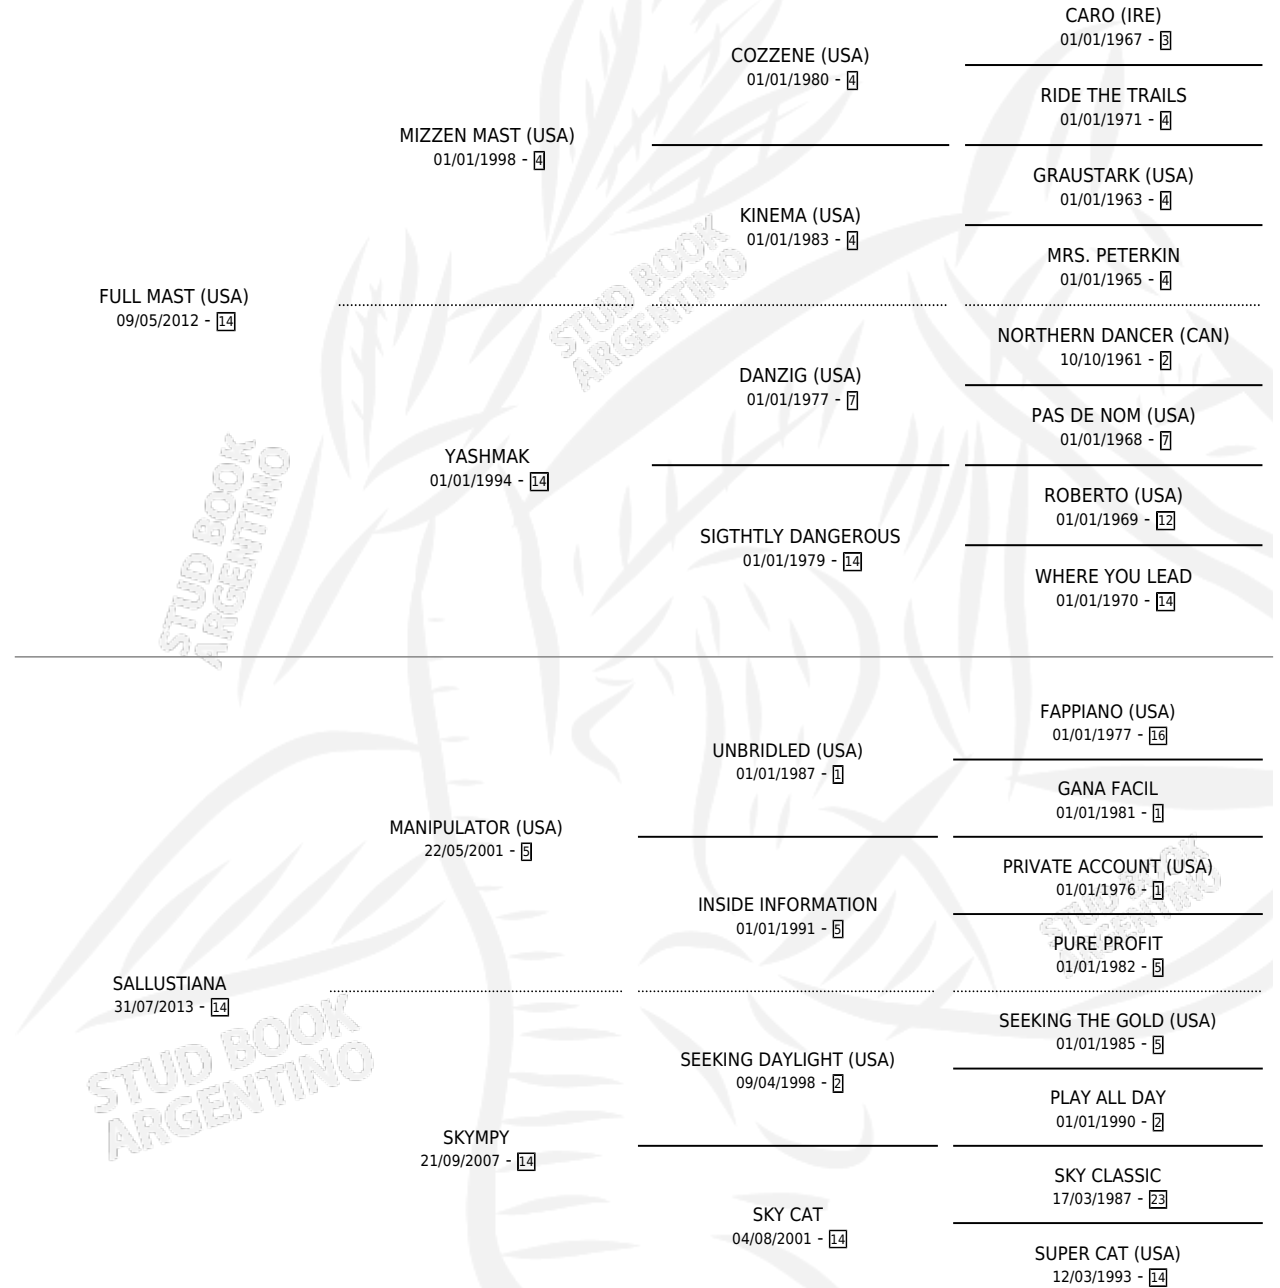 CARO (IRE)
01/01/1967 - 3
COZZENE (USA)
01/01/1980 - 4
RIDE THE TRAILS
01/01/1971 - 4
MIZZEN MAST (USA)
01/01/1998 - 4
GRAUSTARK (USA)
01/01/1963 - 4
KINEMA (USA)
01/01/1983 - 4
MRS. PETERKIN
01/01/1965 - 4
FULL MAST (USA)
09/05/2012 - 14
STUD BOOK
ARGENTINO
NORTHERN DANCER (CAN)
10/10/1961 - 2
DANZIG (USA)
01/01/1977 - 7
PAS DE NOM (USA)
01/01/1968 - 7
YASHMAK
01/01/1994 - 14
ROBERTO (USA)
01/01/1969 - 12
SIGTHTLY DANGEROUS
01/01/1979 - 14
WHERE YOU LEAD
01/01/1970 - 14
STUD BOOK
ARGENTINO
FAPPIANO (USA)
01/01/1977 - 16
UNBRIDLED (USA)
01/01/1987 - 1
GANA FACIL
01/01/1981 - 1
MANIPULATOR (USA)
22/05/2001 - 5
PRIVATE ACCOUNT (USA)
01/01/1976 - 1
INSIDE INFORMATION
01/01/1991 - 5
STUD BOOK
ARGENTINO
PURE PROFIT
01/01/1982 - 5
SALLUSTIANA
31/07/2013 - 14
SEEKING THE GOLD (USA)
01/01/1985 - 5
SEEKING DAYLIGHT (USA)
09/04/1998 - 2
STUD BOOK
ARGENTINO
PLAY ALL DAY
01/01/1990 - 2
SKYMPY
21/09/2007 - 14
SKY CLASSIC
17/03/1987 - 23
SKY CAT
04/08/2001 - 14
SUPER CAT (USA)
12/03/1993 - 14